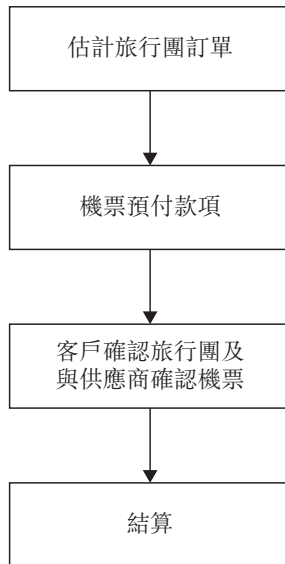 估計旅行團訂單
機票預付款項
客戶確認旅行團及
與供應商確認機票
結算